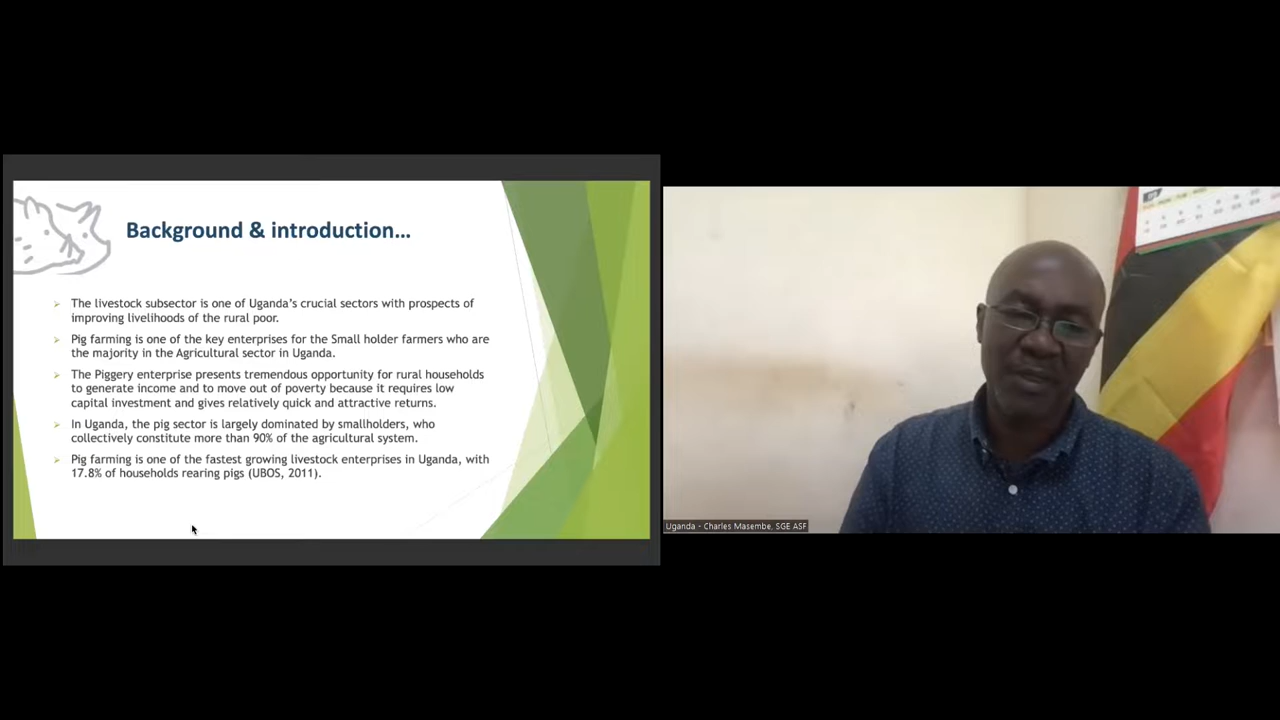 Background & introduction…
➢ The livestock subsector is one of Uganda's crucial sectors with prospects of
improving livelihoods of the rural poor.
➢ Pig farming is one of the key enterprises for the Small holder farmers who are
the majority in the Agricultural sector in Uganda.
➢ The Piggery enterprise presents tremendous opportunity for rural households
to generate income and to move out of poverty because it requires low
capital investment and gives relatively quick and attractive returns.
➢ In Uganda, the pig sector is largely dominated by smallholders, who
collectively constitute more than 90% of the agricultural system.
➢ Pig farming is one of the fastest growing livestock enterprises in Uganda, with
17.8% of households rearing pigs (UBOS, 2011).
Uganda - Charles Masembe, SGE ASF